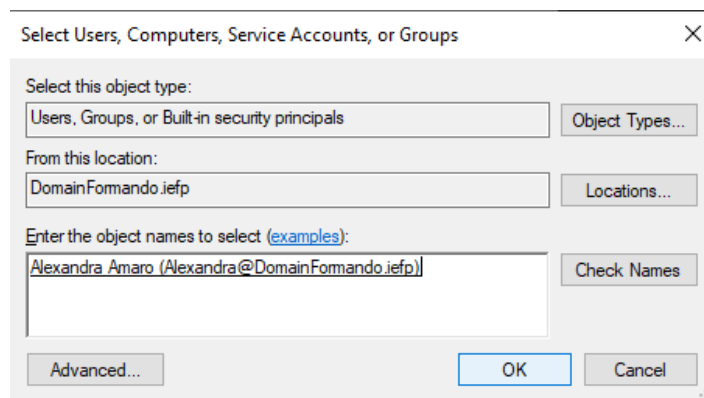 Select Users, Computers, Service Accounts, or Groups
Select this object type:
Users, Groups, or Built-in security principals
Object Types...
From this location:
DomainFormando.iefp
Locations...
Enter the object names to select (examples):
Alexandra Amaro (Alexandra@DomainFormando.iefp)
Check Names
Advanced...
OK
Cancel